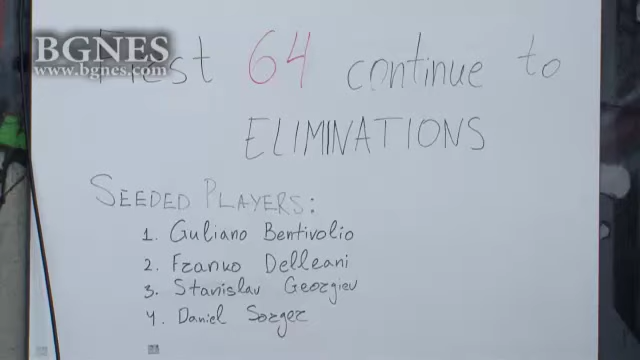 BGNES
www.bgnes.com
First 64 continue to
ELIMINATIONS
SEEDED PLAYERS:
1. Guliano Bentivolio
2. Franko Delleani
3. Stanislav Georgiev
4. Daniel Sorger